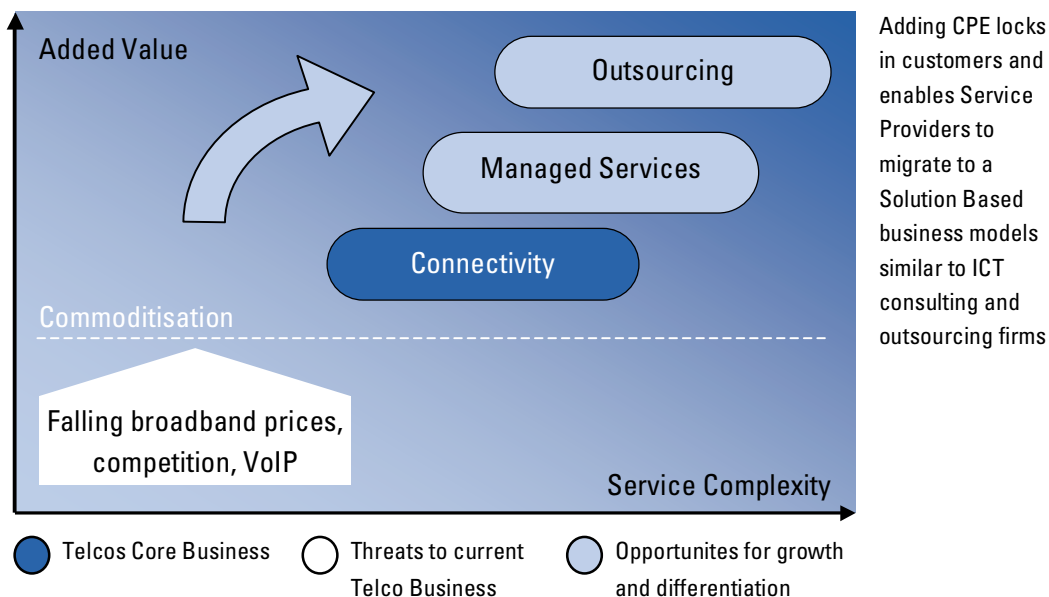 Added Value
Outsourcing
Managed Services
Connectivity
Commoditisation
Falling broadband prices,
competition, VoIP
Service Complexity
Adding CPE locks
in customers and
enables Service
Providers to
migrate to a
Solution Based
business models
similar to ICT
consulting and
outsourcing firms
Telcos Core Business
Threats to current
Telco Business
Opportunites for growth
and differentiation